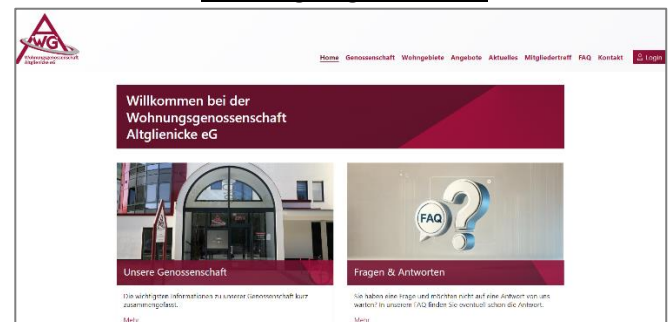 AWG
Wohnungsgenossenschaft
Altglienicke eG
Home Genossenschaft Wohngebiete Angebote Aktuelles Mitgliedertreff FAQ Kontakt Login
Willkommen bei der
Wohnungsgenossenschaft
Altglienicke eG
FAQ
Unsere Genossenschaft
Fragen & Antworten
Die wichtigsten Informationen zu unserer Genossenschaft kurz
zusammengefasst.
Mehr
Sie haben eine Frage und möchten nicht auf eine Antwort von uns
warten? In unserem FAQ finden Sie eventuell schon die Antwort.
Mehr